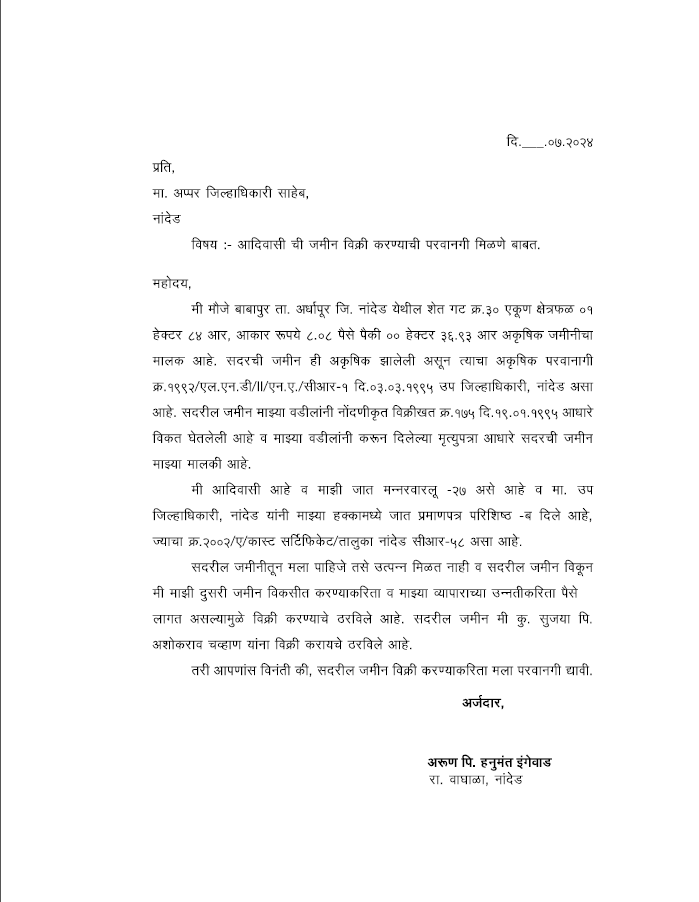 दि.___.०७.२०२४
प्रति,
मा. अप्पर जिल्हाधिकारी साहेब,
नांदेड
विषय :- आदिवासी ची जमीन विक्री करण्याची परवानगी मिळणे बाबत.
महोदय,
मी मौजे बाबापुर ता. अर्धापूर जि. नांदेड येथील शेत गट क्र.३० एकूण क्षेत्रफळ ०१
हेक्टर ८४ आर, आकार रूपये ८.०८ पैसे पैकी ०० हेक्टर ३६.९३ आर अकृषिक जमीनीचा
मालक आहे. सदरची जमीन ही अकृषिक झालेली असून त्याचा अकृषिक परवानागी
क्र.१९९२/एल.एन.डी/II/एन.ए./सीआर-१ दि.०३.०३.१९९५ उप जिल्हाधिकारी, नांदेड असा
आहे. सदरील जमीन माझ्या वडीलांनी नोंदणीकृत विक्रीखत क्र.१७५ दि.१९.०१.१९९५ आधारे
विकत घेतलेली आहे व माझ्या वडीलांनी करून दिलेल्या मृत्युपत्रा आधारे सदरची जमीन
माझ्या मालकी आहे.
मी आदिवासी आहे व माझी जात मन्नरवारलू -२७ असे आहे व मा. उप
जिल्हाधिकारी, नांदेड यांनी माझ्या हक्कामध्ये जात प्रमाणपत्र परिशिष्ठ -ब दिले आहे,
ज्याचा क्र.२००२/ए/कास्ट सर्टिफिकेट/तालुका नांदेड सीआर-५८ असा आहे.
सदरील जमीनीतून मला पाहिजे तसे उत्पन्न मिळत नाही व सदरील जमीन विकून
मी माझी दुसरी जमीन विकसीत करण्याकरिता व माझ्या व्यापाराच्या उन्नतीकरिता पैसे
लागत असल्यामुळे विक्री करण्याचे ठरविले आहे. सदरील जमीन मी कु. सुजया पि.
अशोकराव चव्हाण यांना विक्री करायचे ठरविले आहे.
तरी आपणांस विनंती की, सदरील जमीन विक्री करण्याकरिता मला परवानगी द्यावी.
अर्जदार,
अरूण पि. हनुमंत इंगेवाड
रा. वाघाळा, नांदेड